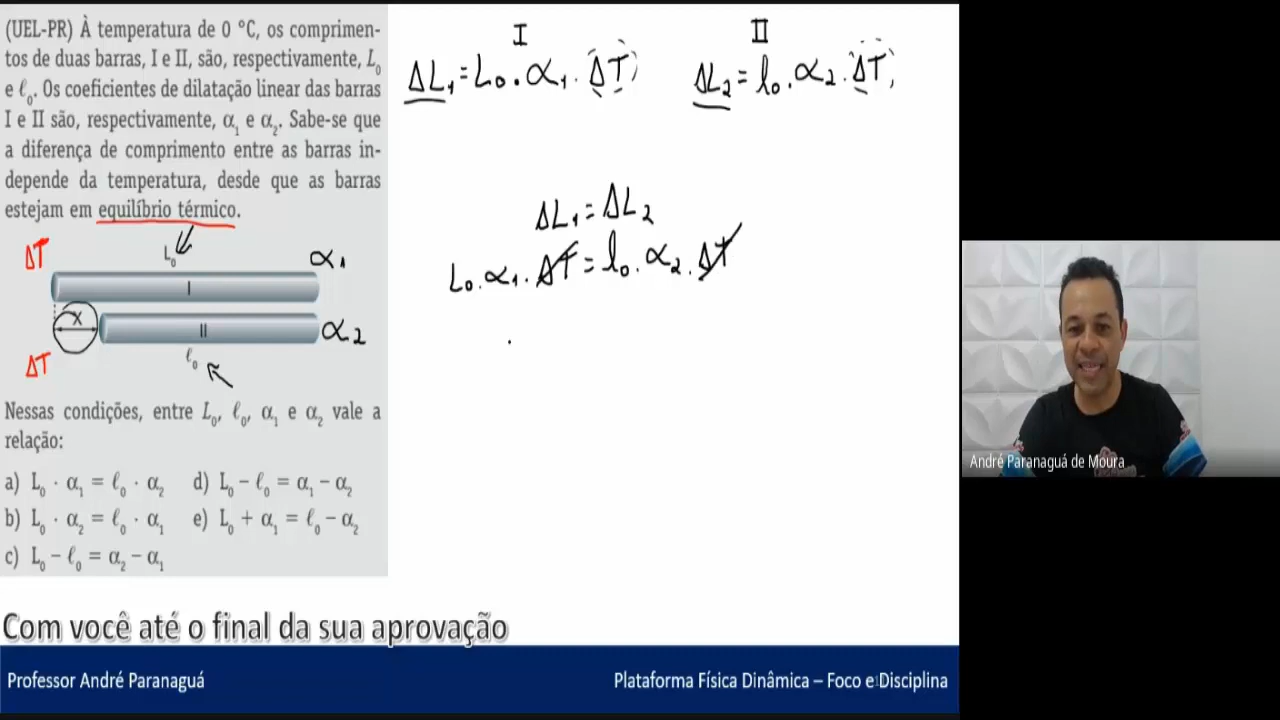 (UEL-PR) À temperatura de 0 °C, os comprimen-
tos de duas barras, I e II, são, respectivamente, L₀
e ℓ₀. Os coeficientes de dilatação linear das barras
I e II são, respectivamente, α₁ e α₂. Sabe-se que
a diferença de comprimento entre as barras in-
depende da temperatura, desde que as barras
estejam em equilíbrio térmico.
ΔT
L₀
α₁
I
x
II
α₂
ΔT
ℓ₀
Nessas condições, entre L₀, ℓ₀, α₁ e α₂ vale a
relação:
a) L₀ · α₁ = ℓ₀ · α₂
d) L₀ – ℓ₀ = α₁ – α₂
b) L₀ · α₂ = ℓ₀ · α₁
e) L₀ + α₁ = ℓ₀ – α₂
c) L₀ – ℓ₀ = α₂ – α₁
I
II
ΔL₁ = L₀ . α₁ . ΔT
ΔL₂ = ℓ₀ . α₂ . ΔT
ΔL₁ = ΔL₂
L₀ . α₁ . ΔT = ℓ₀ . α₂ . ΔT
André Paranaguá de Moura
Com você até o final da sua aprovação
Professor André Paranaguá
Plataforma Física Dinâmica – Foco e Disciplina